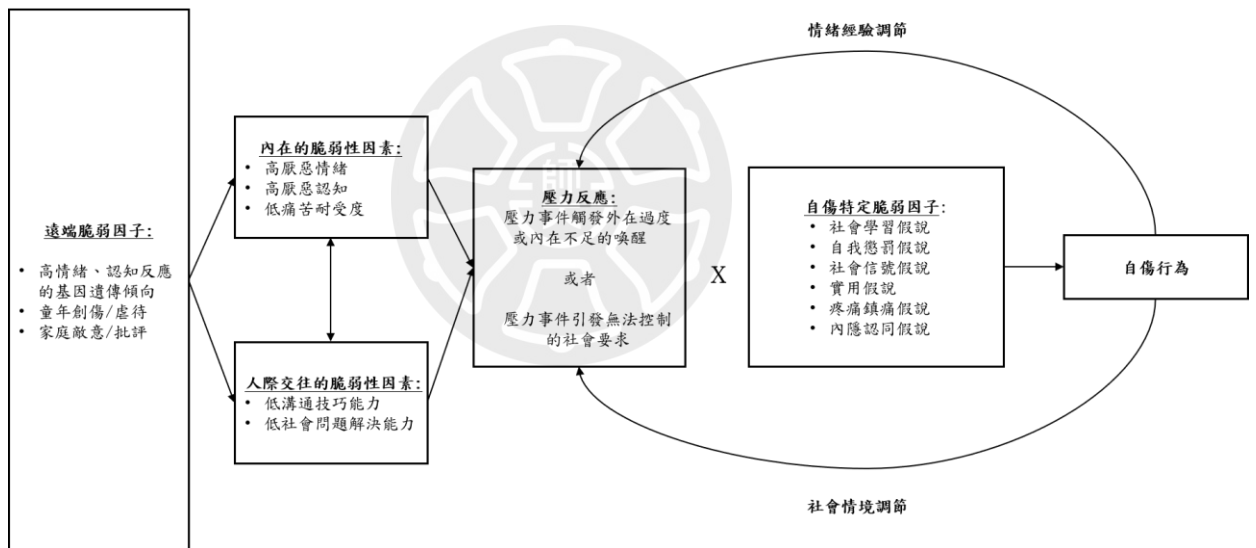 情緒經驗調節
遠端脆弱因子:
• 高情緒、認知反應
的基因遺傳傾向
• 童年創傷/虐待
• 家庭敵意/批評
內在的脆弱性因素:
• 高厭惡情緒
• 高厭惡認知
• 低痛苦耐受度
人際交往的脆弱性因素:
• 低溝通技巧能力
• 低社會問題解決能力
壓力反應:
壓力事件觸發外在過度
或內在不足的喚醒
或者
壓力事件引發無法控制
的社會要求
X
自傷特定脆弱因子:
• 社會學習假說
• 自我懲罰假說
• 社會信號假說
• 實用假說
• 疼痛鎮痛假說
• 內隱認同假說
自傷行為
社會情境調節
師